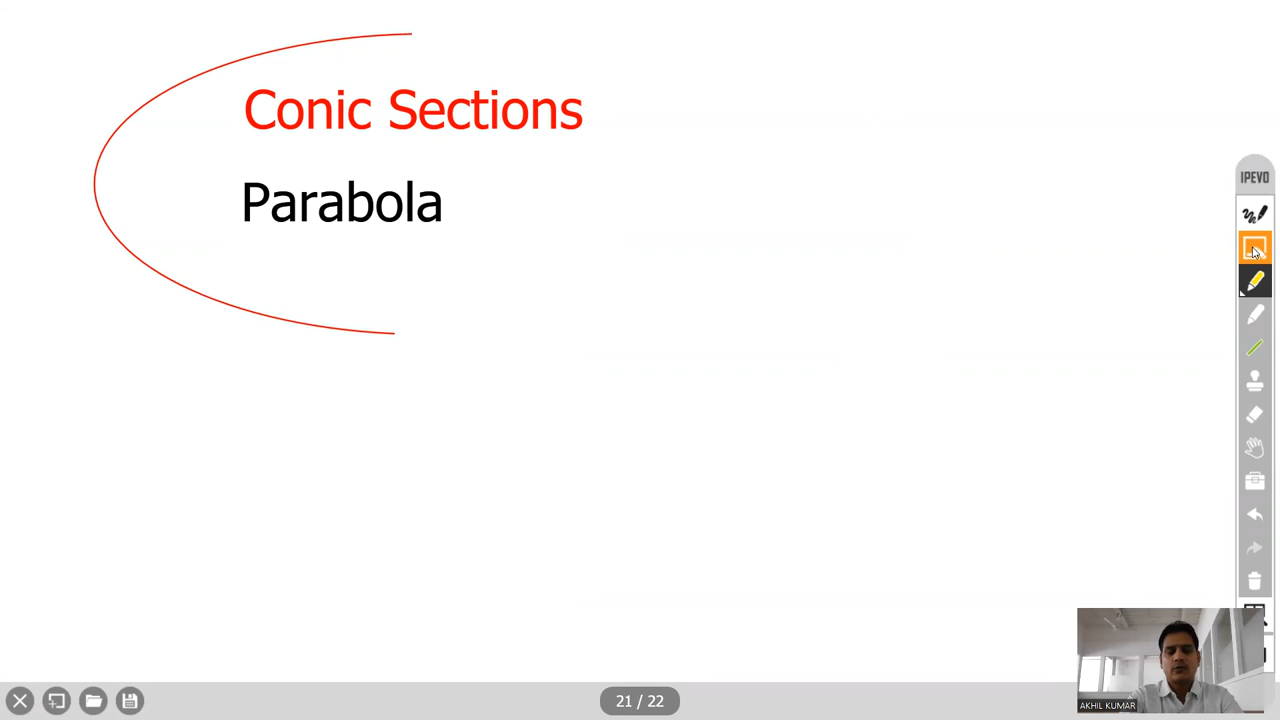 Conic Sections
Parabola
IPEVO
21 / 22
AKHIL KUMAR